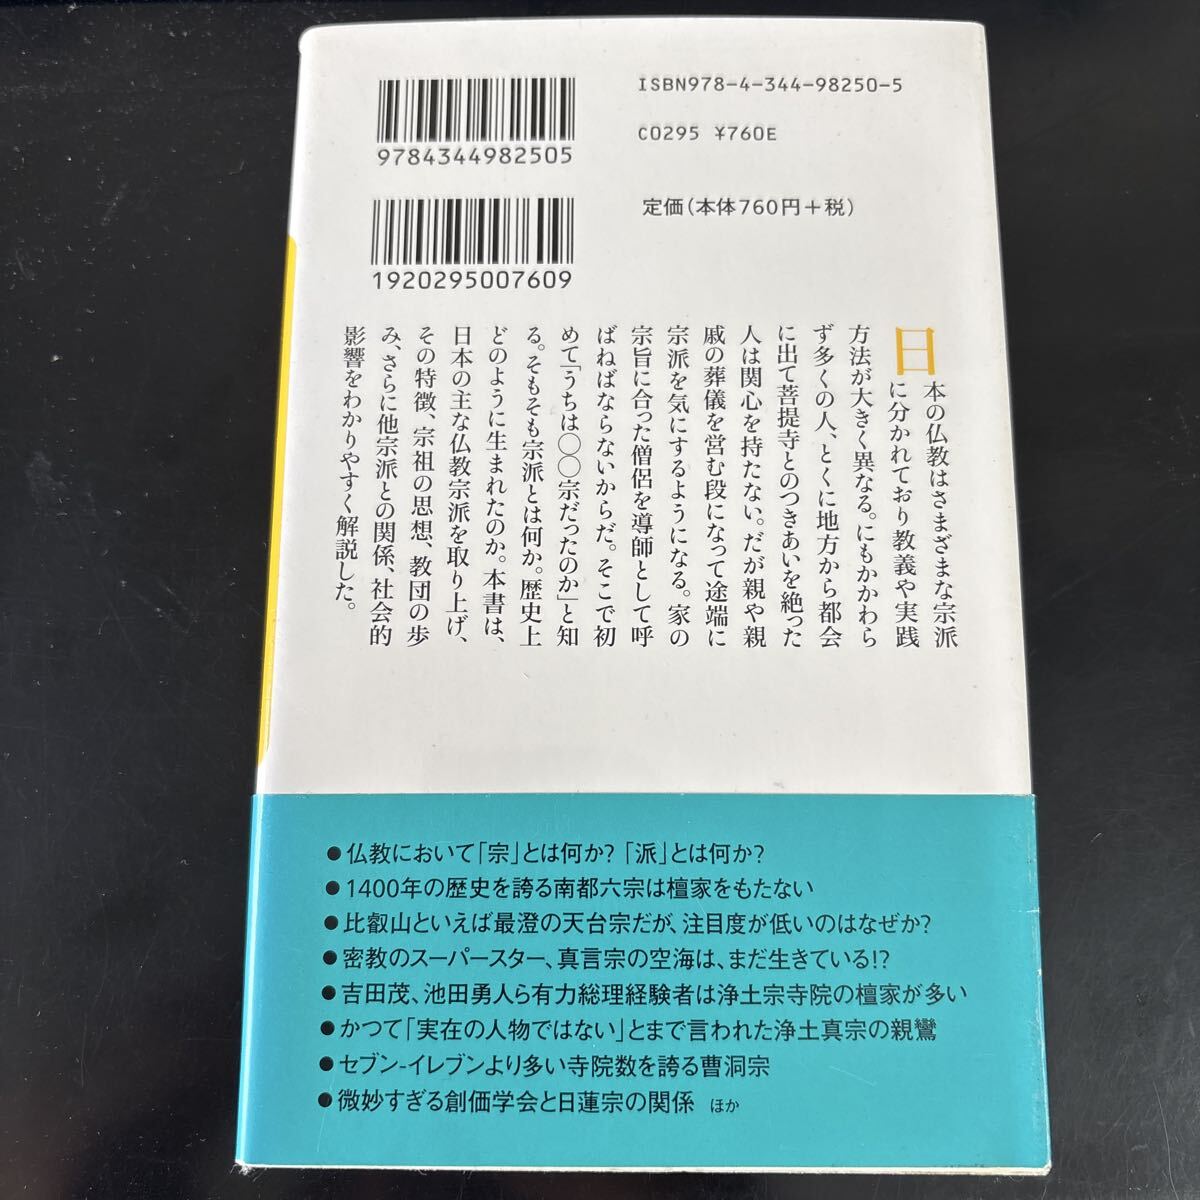 ISBN978-4-344-98250-5
C0295 ¥760E
定価(本体760円+税)
9784344982505
1920295007609
日本の仏教はさまざまな宗派
に分かれており教義や実践
方法が大きく異なる。にもかかわら
ず多くの人、とくに地方から都会
に出て菩提寺とのつきあいを絶った
人は関心を持たない。だが親や親
戚の葬儀を営む段になって途端に
宗派を気にするようになる。家の
宗旨に合った僧侶を導師として呼
ばねばならないからだ。そこで初
めて「うちは〇〇宗だったのか」と知
る。そもそも宗派とは何か。歴史上
どのように生まれたのか。本書は、
日本の主な仏教宗派を取り上げ、
その特徴、宗祖の思想、教団の歩
み、さらに他宗派との関係、社会的
影響をわかりやすく解説した。
●仏教において「宗」とは何か?「派」とは何か?
●1400年の歴史を誇る南都六宗は檀家をもたない
●比叡山といえば最澄の天台宗だが、注目度が低いのはなぜか?
●密教のスーパースター、真言宗の空海は、まだ生きている!?
●吉田茂、池田勇人ら有力総理経験者は浄土宗寺院の檀家が多い
●かつて「実在の人物ではない」とまで言われた浄土真宗の親鸞
●セブン-イレブンより多い寺院数を誇る曹洞宗
●微妙すぎる創価学会と日蓮宗の関係 ほか